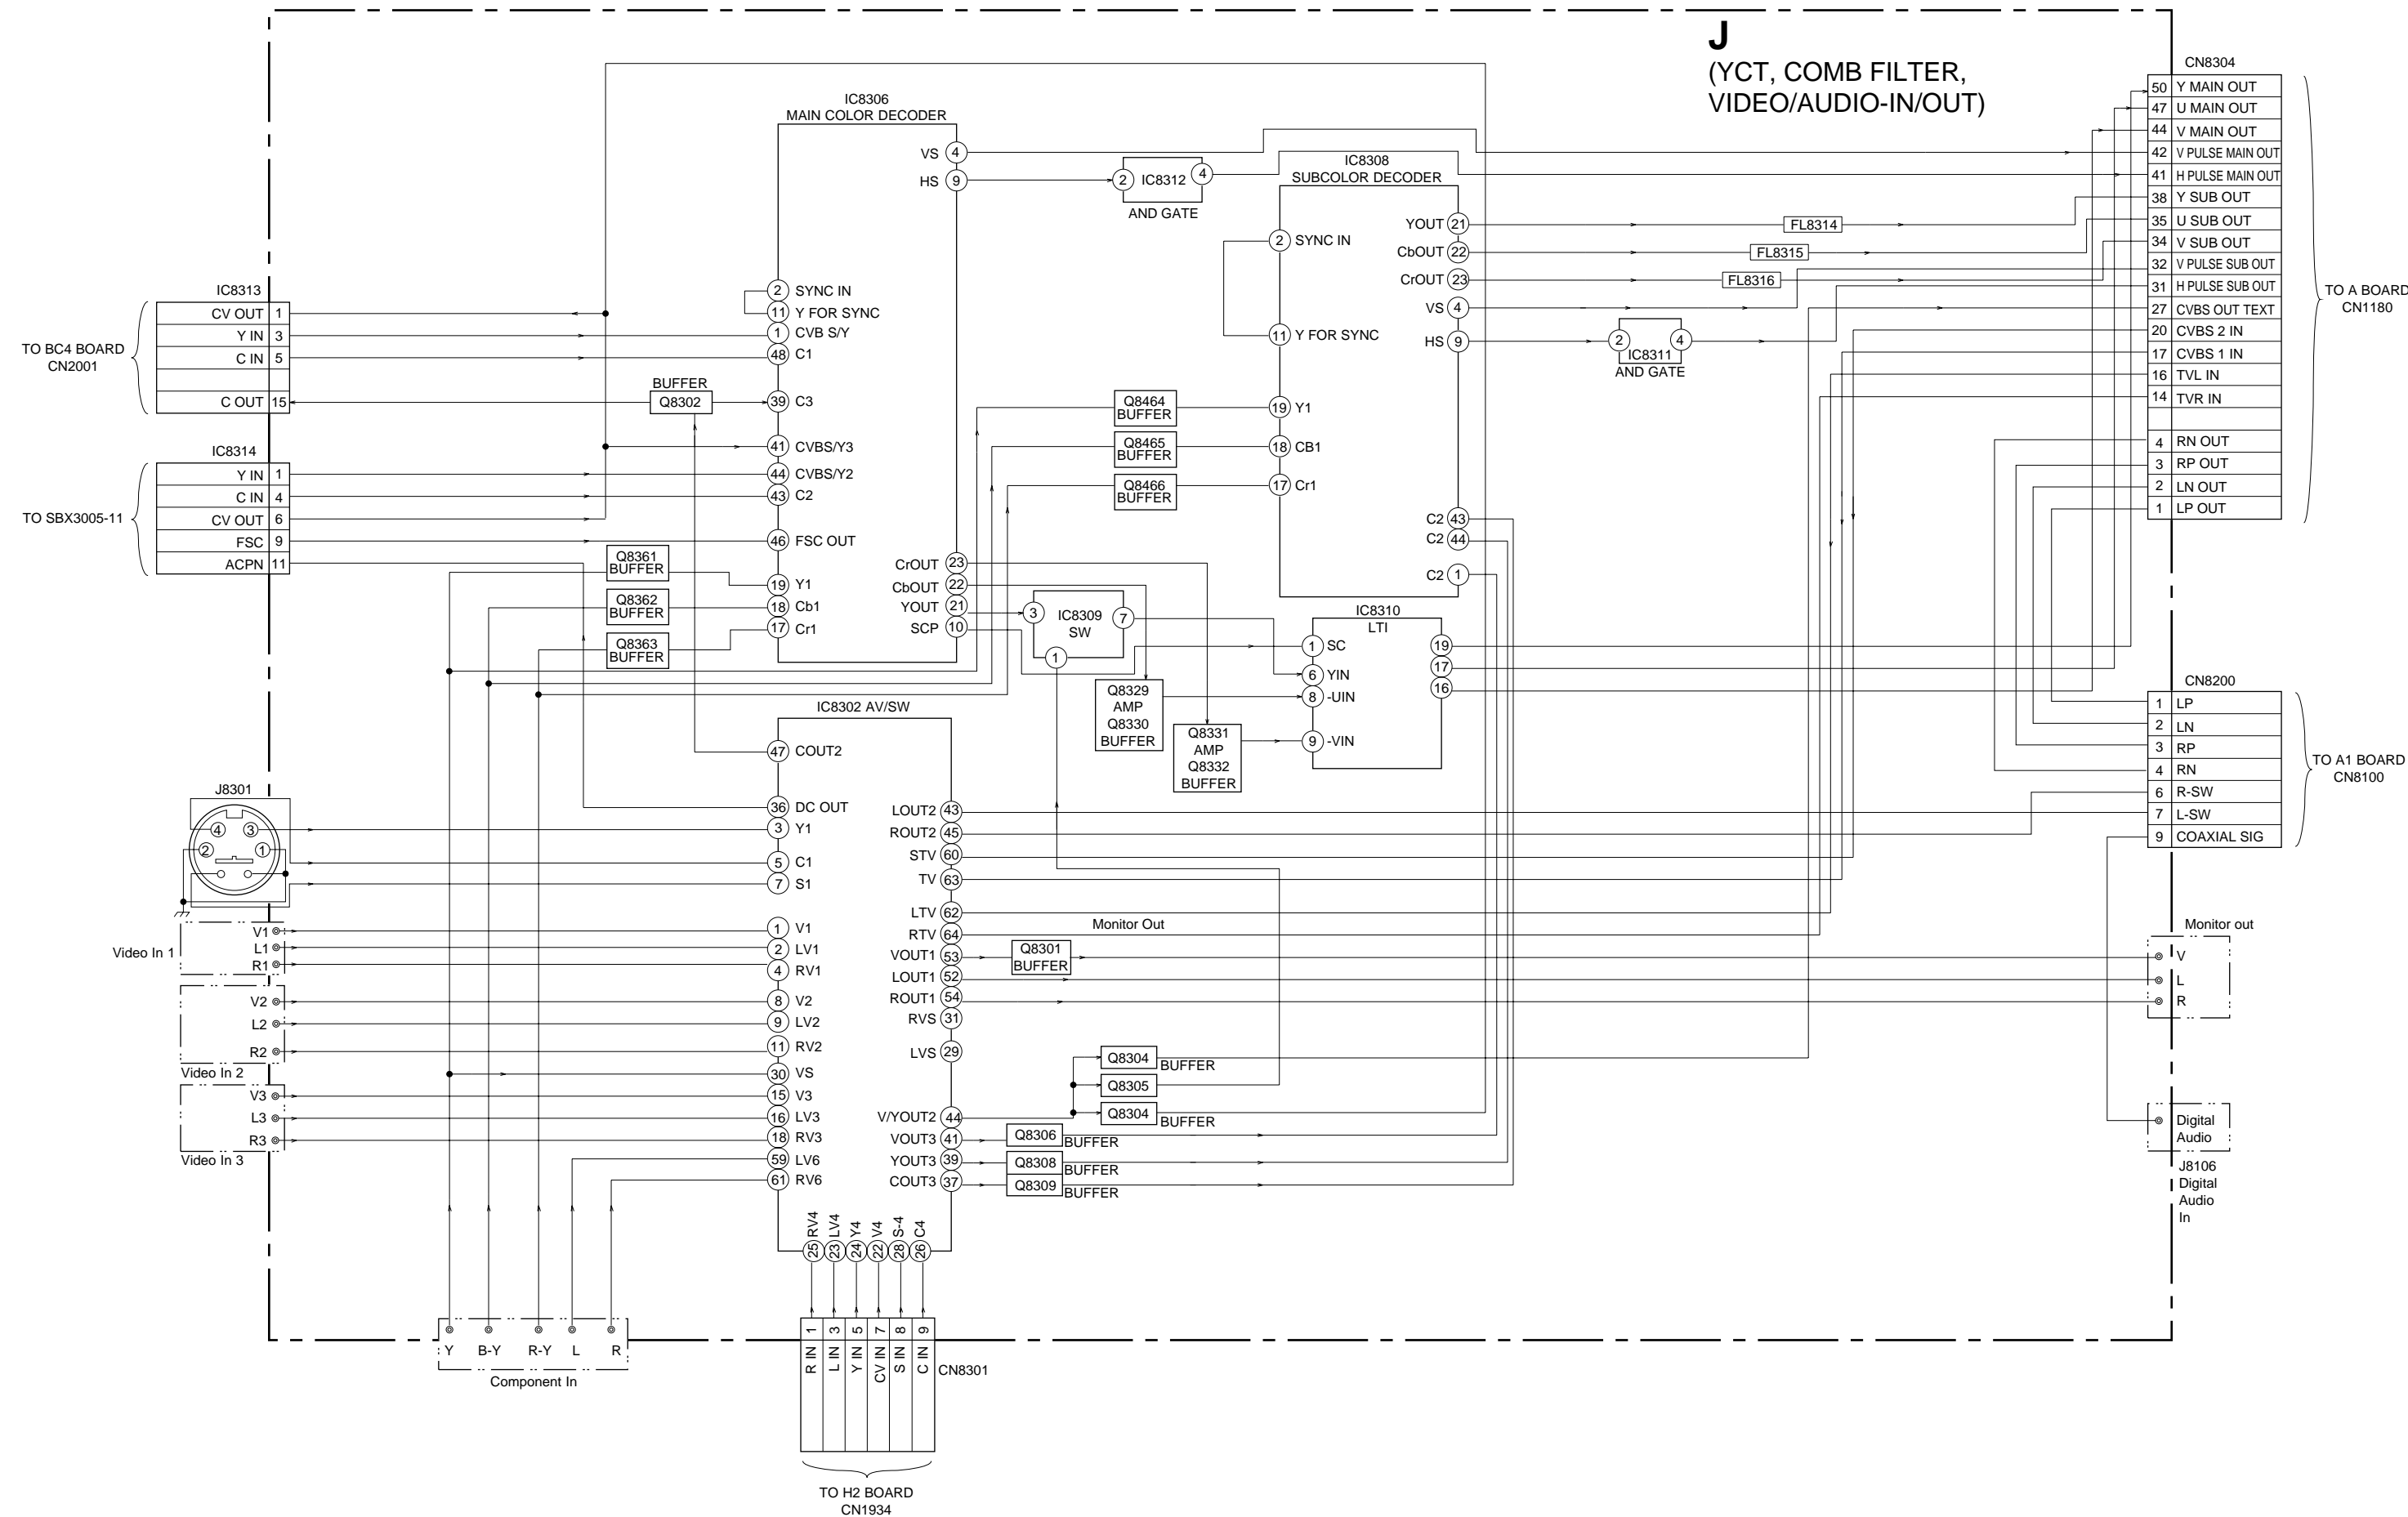 J
(YCT, COMB FILTER,
VIDEO/AUDIO-IN/OUT)
IC8306
MAIN COLOR DECODER
VS 4
HS 9
2 SYNC IN
11 Y FOR SYNC
1 CVB S/Y
48 C1
39 C3
41 CVBS/Y3
44 CVBS/Y2
43 C2
46 FSC OUT
19 Y1
18 Cb1
17 Cr1
CrOUT 23
CbOUT 22
YOUT 21
SCP 10
2 IC8312 4
AND GATE
IC8308
SUBCOLOR DECODER
2 SYNC IN
11 Y FOR SYNC
19 Y1
18 CB1
17 Cr1
YOUT 21
CbOUT 22
CrOUT 23
VS 4
HS 9
C2 43
C2 44
C2 1
FL8314
FL8315
FL8316
2 IC8311 4
AND GATE
CN8304
50 Y MAIN OUT
47 U MAIN OUT
44 V MAIN OUT
42 V PULSE MAIN OUT
41 H PULSE MAIN OUT
38 Y SUB OUT
35 U SUB OUT
34 V SUB OUT
32 V PULSE SUB OUT
31 H PULSE SUB OUT
27 CVBS OUT TEXT
20 CVBS 2 IN
17 CVBS 1 IN
16 TVL IN
14 TVR IN
4 RN OUT
3 RP OUT
2 LN OUT
1 LP OUT
TO A BOARD
CN1180
IC8313
CV OUT 1
Y IN 3
C IN 5
C OUT 15
TO BC4 BOARD
CN2001
IC8314
Y IN 1
C IN 4
CV OUT 6
FSC 9
ACPN 11
TO SBX3005-11
BUFFER
Q8302
Q8361
BUFFER
Q8362
BUFFER
Q8363
BUFFER
Q8464
BUFFER
Q8465
BUFFER
Q8466
BUFFER
3 IC8309 7
SW
1
IC8310
LTI
1 SC
6 YIN
8 -UIN
9 -VIN
19
17
16
Q8329
AMP
Q8330
BUFFER
Q8331
AMP
Q8332
BUFFER
CN8200
1 LP
2 LN
3 RP
4 RN
6 R-SW
7 L-SW
9 COAXIAL SIG
TO A1 BOARD
CN8100
IC8302 AV/SW
47 COUT2
36 DC OUT
3 Y1
5 C1
7 S1
1 V1
2 LV1
4 RV1
8 V2
9 LV2
11 RV2
30 VS
15 V3
16 LV3
18 RV3
59 LV6
61 RV6
LOUT2 43
ROUT2 45
STV 60
TV 63
LTV 62
RTV 64
VOUT1 53
LOUT1 52
ROUT1 54
RVS 31
LVS 29
V/YOUT2 44
VOUT3 41
YOUT3 39
COUT3 37
25 RV4
23 LV4
24 Y4
22 V4
28 S-4
26 C4
J8301
4 3
2 1
Video In 1
V1
L1
R1
V2
L2
R2
Video In 2
V3
L3
R3
Video In 3
Monitor Out
Q8301
BUFFER
Q8304
BUFFER
Q8305
Q8304
BUFFER
Q8306
BUFFER
Q8308
BUFFER
Q8309
BUFFER
Monitor out
V
L
R
Digital
Audio
J8106
Digital
Audio
In
Y B-Y R-Y L R
Component In
R IN 1
L IN 3
Y IN 5
CV IN 7
S IN 8
C IN 9
CN8301
TO H2 BOARD
CN1934